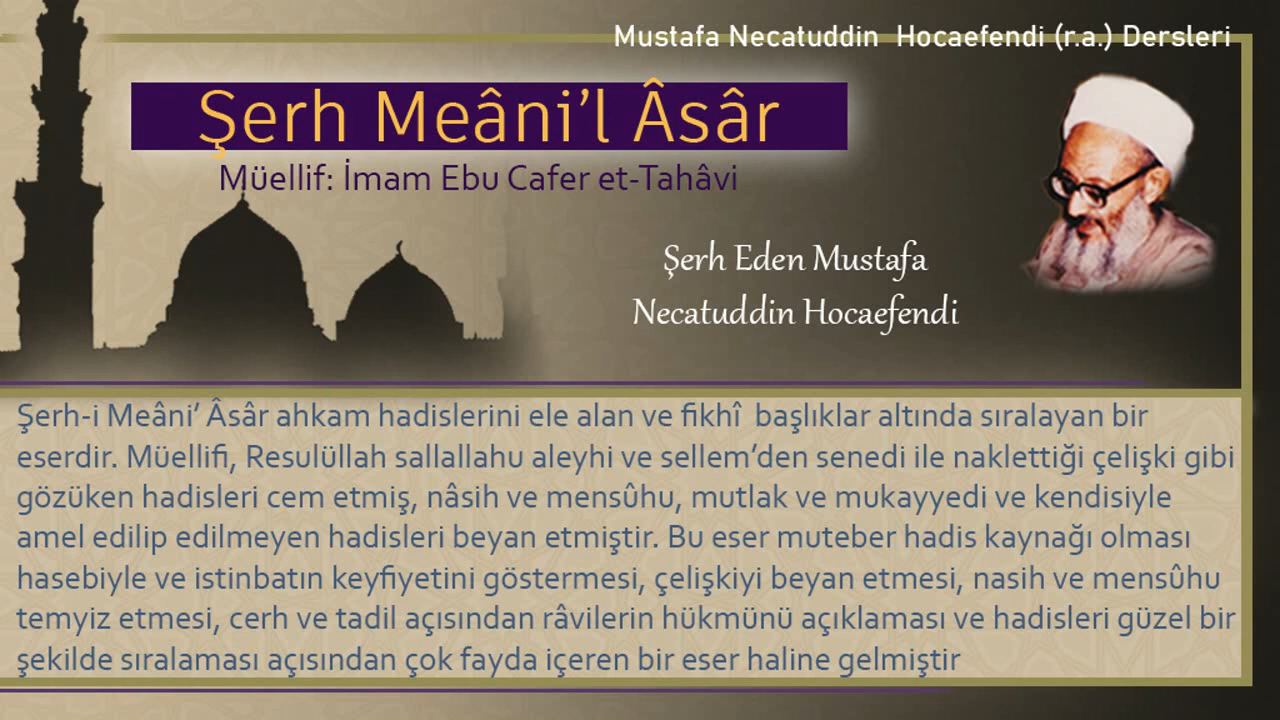 Mustafa Necatuddin Hocaefendi (r.a.) Dersleri
Şerh Meâni’l Âsâr
Müellif: İmam Ebu Cafer et-Tahâvi
Şerh Eden Mustafa
Necatuddin Hocaefendi
Şerh-i Meâni’ Âsâr ahkam hadislerini ele alan ve fikhî başlıklar altında sıralayan bir
eserdir. Müellifi, Resulüllah sallallahu aleyhi ve sellem’den senedi ile naklettiği çelişki gibi
gözüken hadisleri cem etmiş, nâsih ve mensûhu, mutlak ve mukayyedi ve kendisiyle
amel edilip edilmeyen hadisleri beyan etmiştir. Bu eser muteber hadis kaynağı olması
hasebiyle ve istinbatın keyfiyetini göstermesi, çelişkiyi beyan etmesi, nasih ve mensûhu
temyiz etmesi, cerh ve tadil açısından râvilerin hükmünü açıklaması ve hadisleri güzel bir
şekilde sıralaması açısından çok fayda içeren bir eser haline gelmiştir